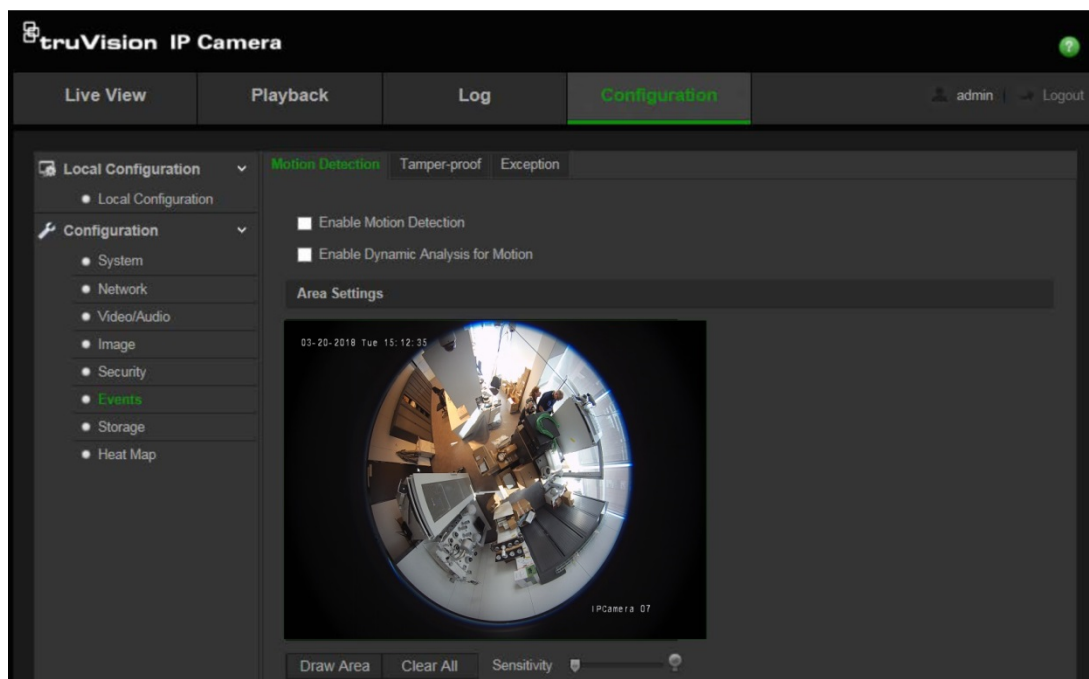 truVision IP Camera
?
Live View Playback Log Configuration admin | Logout
Local Configuration
Local Configuration
Configuration
System
Network
Video/Audio
Image
Security
Events
Storage
Heat Map
Motion Detection Tamper-proof Exception
Enable Motion Detection
Enable Dynamic Analysis for Motion
Area Settings
03-20-2018 Tue 15:12:35
IPCamera 07
Draw Area Clear All Sensitivity